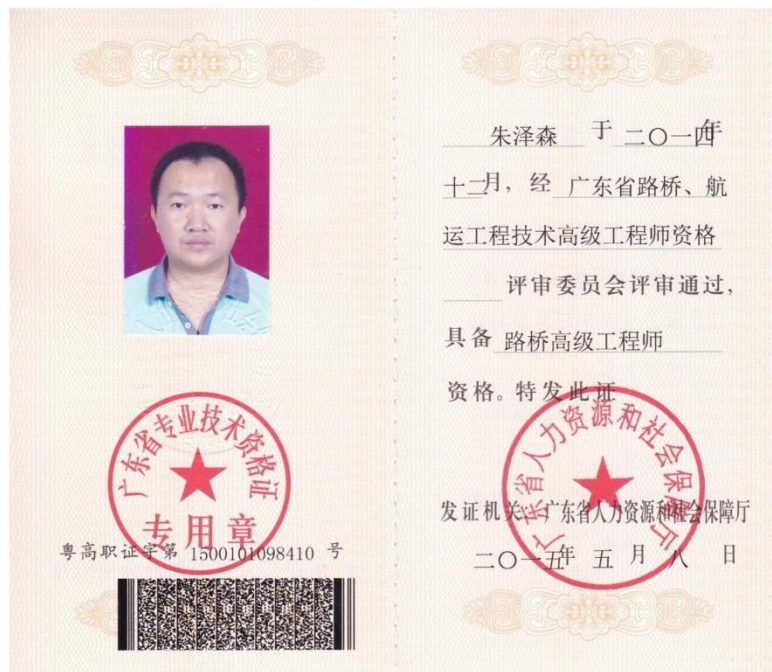 广东省专业技术资格证
专用章
粤高职证字第 1500101098410 号
朱泽森 于 二〇一四年
十二月，经 广东省路桥、航
运工程技术高级工程师资格
评审委员会评审通过，
具备 路桥高级工程师
资格。特发此证
广东省人力资源和社会保障厅
发证机关 广东省人力资源和社会保障厅
二〇一五年 五 月 八 日